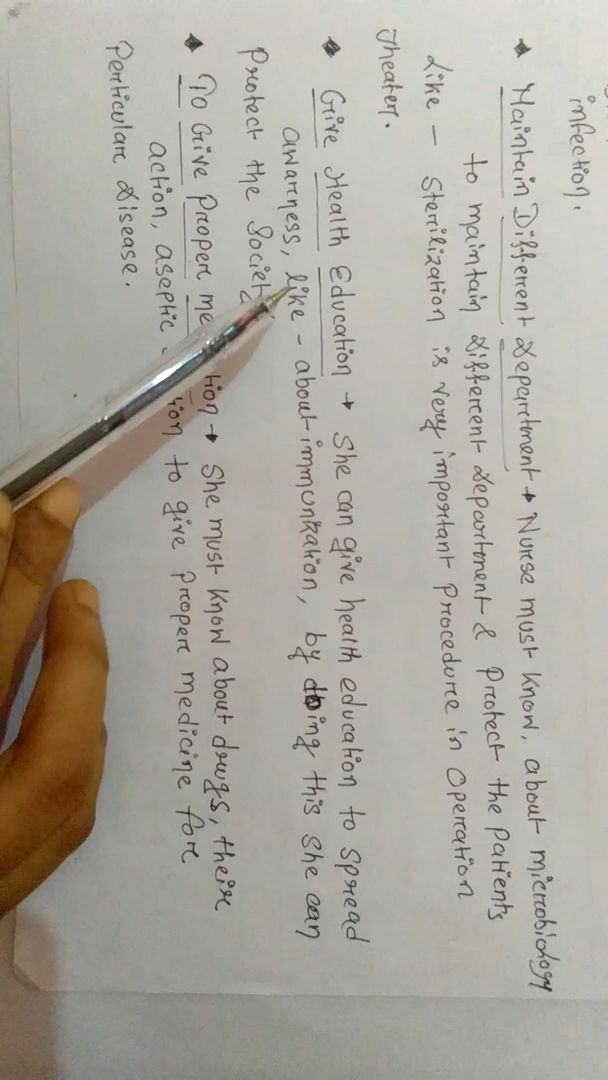 infection.
Maintain Different Department → Nurse must know, about microbiology
to maintain different department & protect the patients
Like - Sterilization is very important procedure in Operation
Theater.
Give Health Education → She can give health education to spread
awarness, like - about immunization, by doing this she can
protect the Society
To Give Proper me tion → She must know about drugs, their
action, aseptic tion to give proper medicine for
Perticular disease.